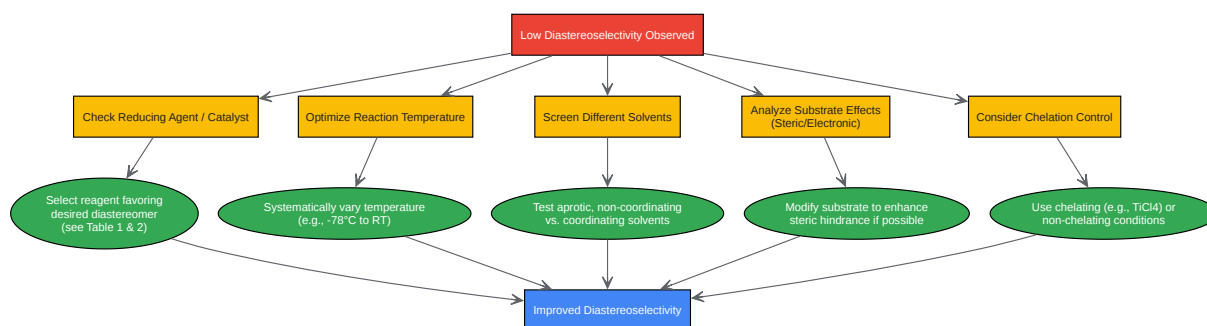 Low Diastereoselectivity Observed
Check Reducing Agent / Catalyst
Optimize Reaction Temperature
Screen Different Solvents
Analyze Substrate Effects
(Steric/Electronic)
Consider Chelation Control
Select reagent favoring
desired diastereomer
(see Table 1 & 2)
Systematically vary temperature
(e.g., -78°C to RT)
Test aprotic, non-coordinating
vs. coordinating solvents
Modify substrate to enhance
steric hindrance if possible
Use chelating (e.g., TiCl4) or
non-chelating conditions
Improved Diastereoselectivity